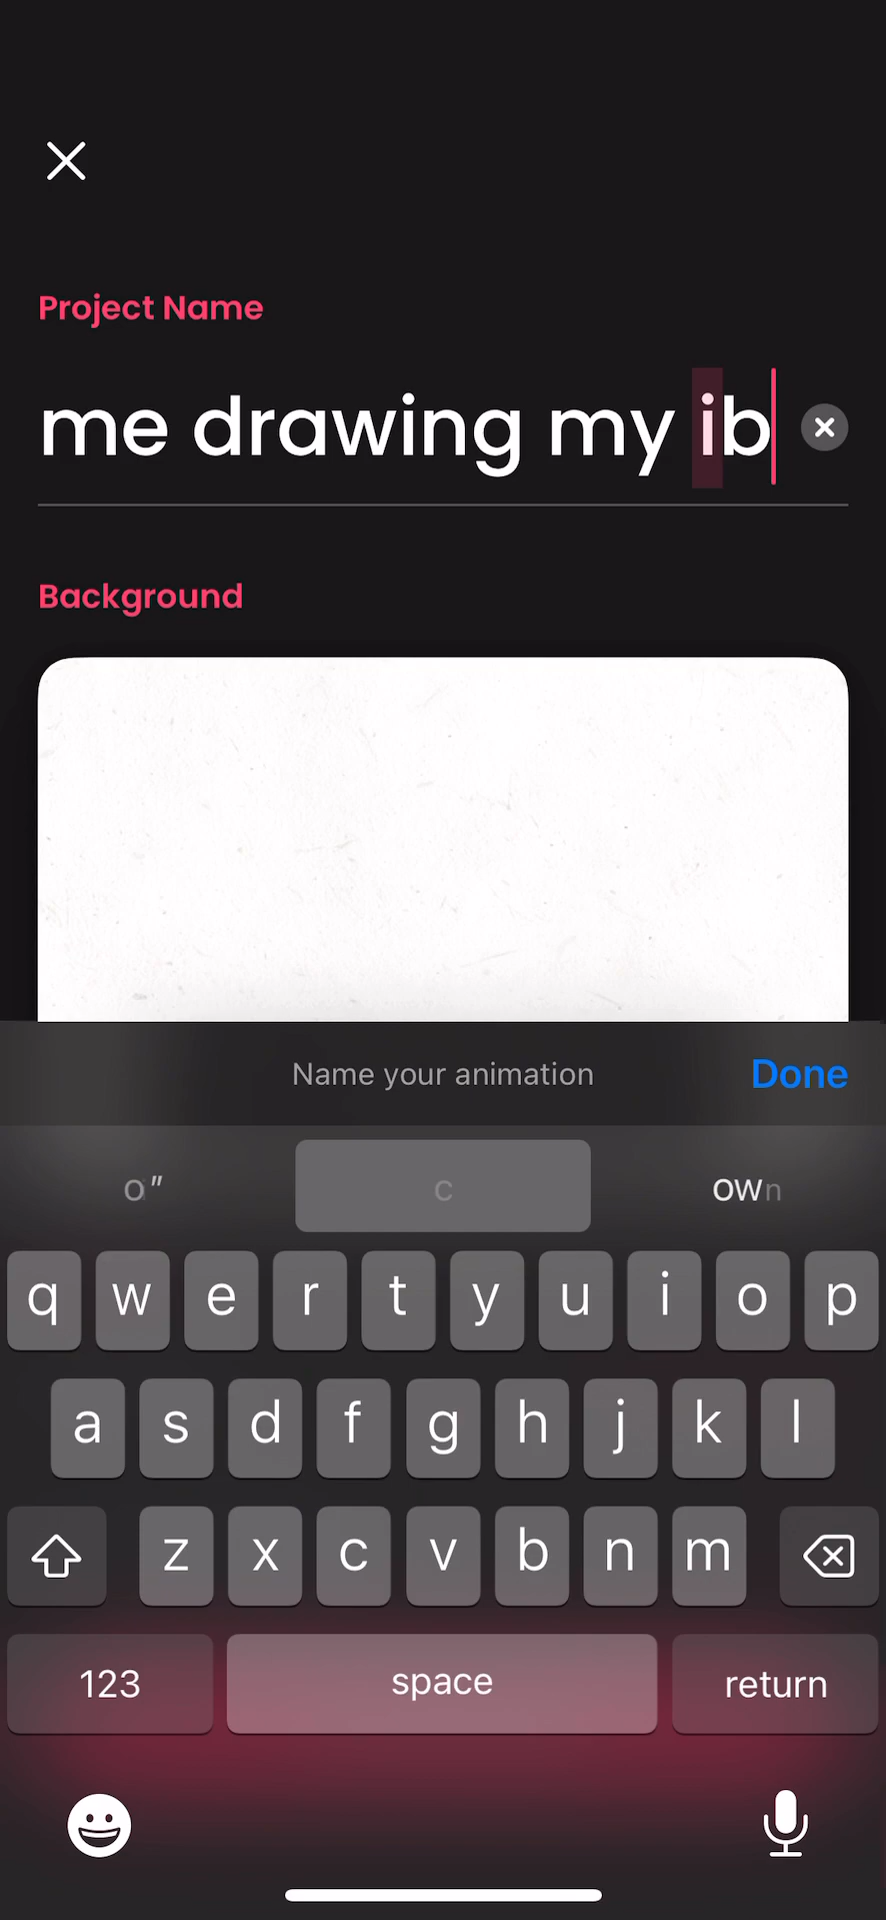 Project Name
me drawing my ib
Background
Name your animation
Done
own
q w e r t y u i o p
a s d f g h j k l
z x c v b n m
123
space
return